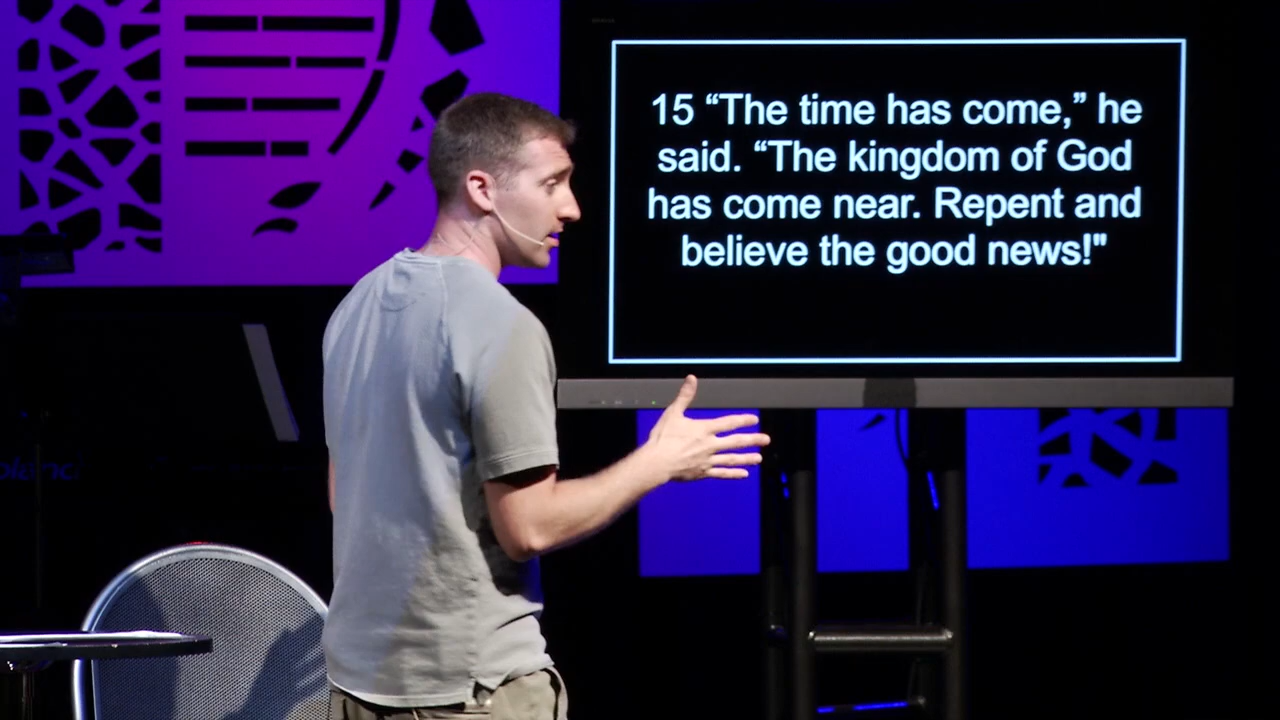 15 “The time has come,” he
said. “The kingdom of God
has come near. Repent and
believe the good news!"